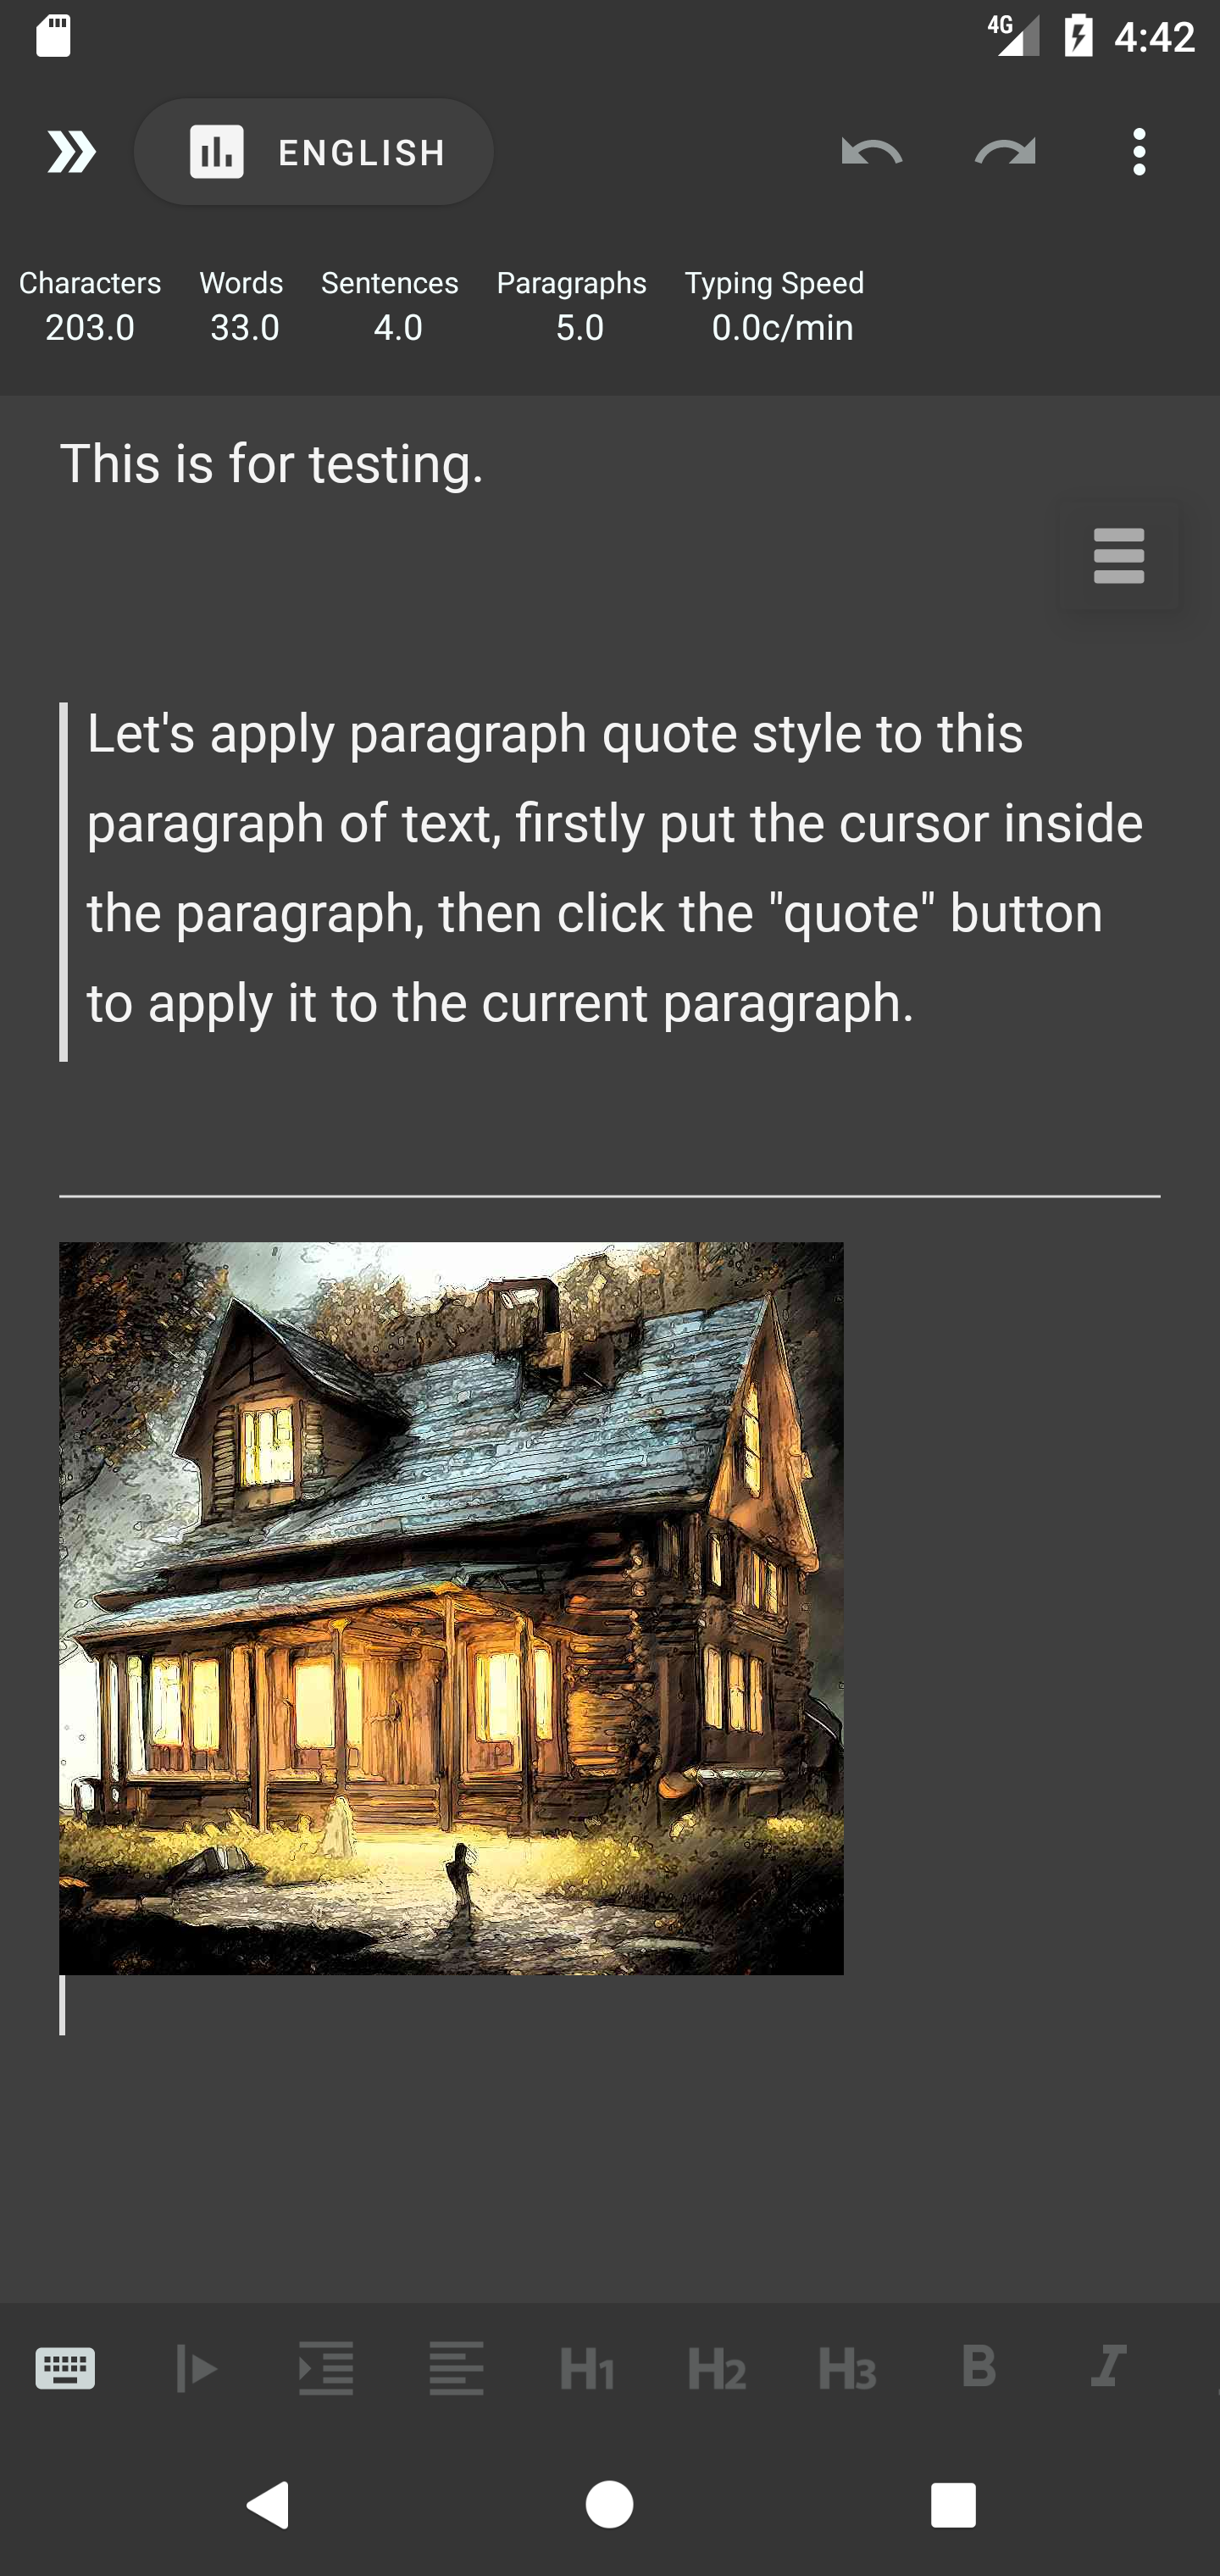 4G 4:42
ENGLISH
Characters Words Sentences Paragraphs Typing Speed
203.0 33.0 4.0 5.0 0.0c/min
This is for testing.
Let's apply paragraph quote style to this
paragraph of text, firstly put the cursor inside
the paragraph, then click the "quote" button
to apply it to the current paragraph.
H1 H2 H3 B I